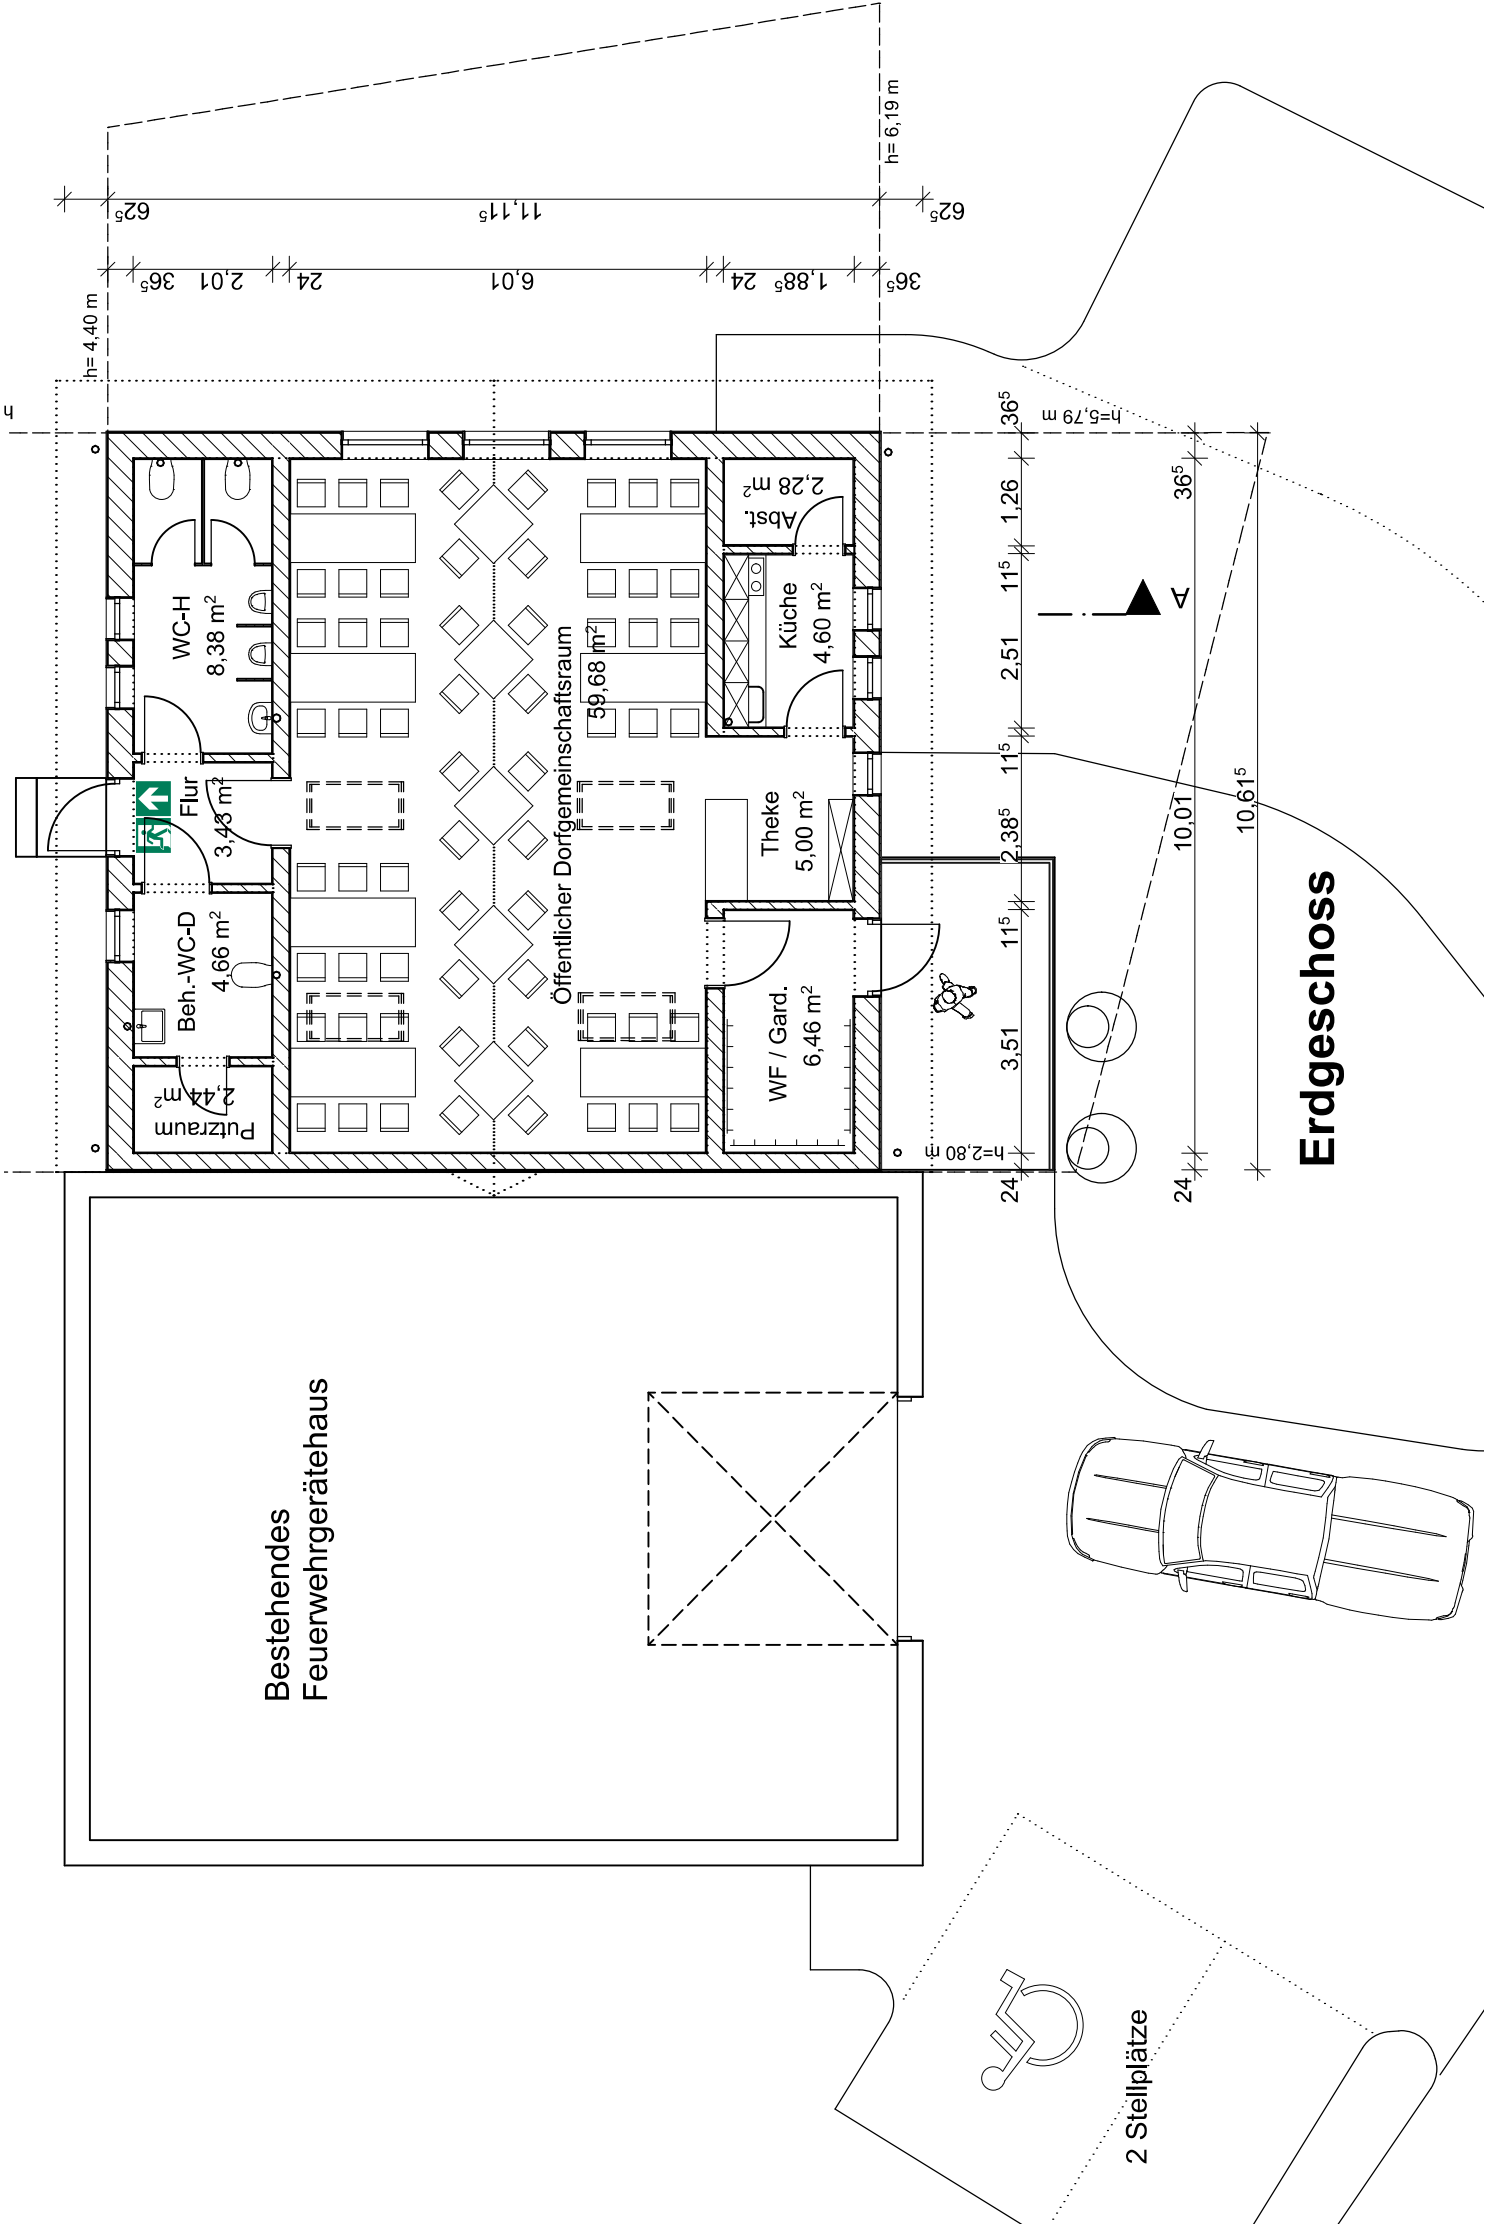 h
h= 4,40 m
h= 6,19 m
62⁵
11,11⁵
62⁵
36⁵
2,01
24
6,01
24
1,88⁵
36⁵
WC-H
8,38 m²
Flur
3,43 m²
Beh.-WC-D
4,66 m²
Putzraum
2,44 m²
Öffentlicher Dorfgemeinschaftsraum
59,68 m²
Abst.
2,28 m²
Küche
4,60 m²
Theke
5,00 m²
WF / Gard.
6,46 m²
h=5,79 m
h=2,80 m
36⁵
1,26
11⁵
2,51
11⁵
2,38⁵
11⁵
3,51
24
36⁵
10,01
24
10,61⁵
A
Erdgeschoss
Bestehendes
Feuerwehrgerätehaus
2 Stellplätze